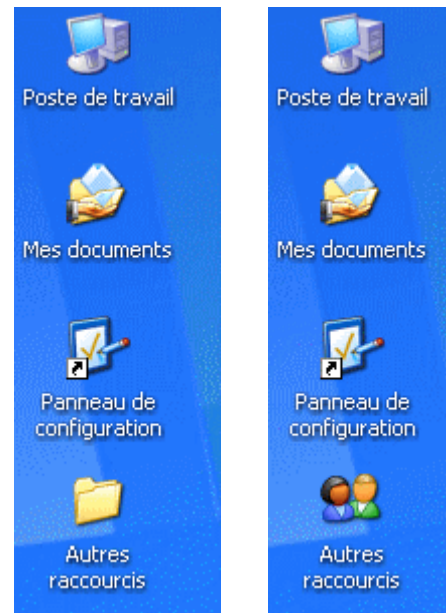 Poste de travail
Mes documents
Panneau de
configuration
Autres
raccourcis
Poste de travail
Mes documents
Panneau de
configuration
Autres
raccourcis